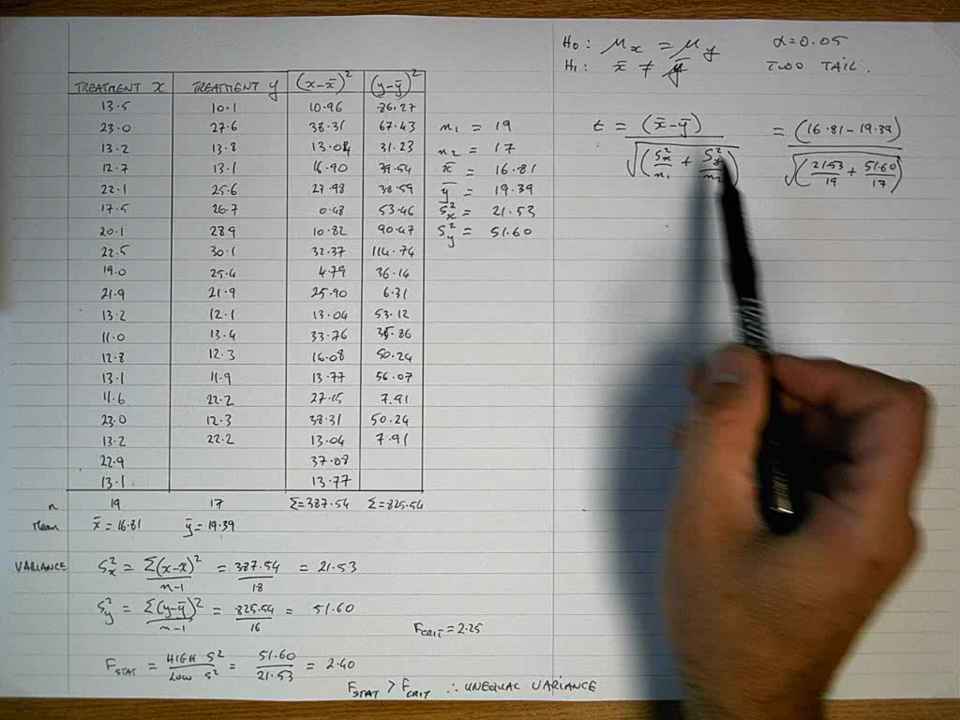 H₀: μx = μy α=0.05
H₁: x̄ ≠ ȳ TWO TAIL.
TREATMENT x TREATMENT y (x-x̄)² (y-ȳ)²
13.5 10.1 10.96 86.27
23.0 27.6 38.31 67.43
13.2 13.8 13.04 31.23
12.7 13.1 16.90 39.54
22.1 25.6 27.98 38.59
17.5 26.7 0.48 53.46
20.1 28.9 10.82 90.47
22.5 30.1 32.37 114.74
19.0 25.4 4.79 36.14
21.9 21.9 25.90 6.31
13.2 12.1 13.04 53.12
11.0 13.4 33.76 35.86
12.8 12.3 16.08 50.24
13.1 11.9 13.77 56.07
11.6 22.2 27.15 7.91
23.0 12.3 38.31 50.24
13.2 22.2 13.04 7.91
22.9 37.08
13.1 13.77
n 19 17 Σ=387.54 Σ=825.54
Mean x̄=16.81 ȳ=19.39
VARIANCE S²x = Σ(x-x̄)²/n-1 = 387.54/18 = 21.53
S²y = Σ(y-ȳ)²/n-1 = 825.54/16 = 51.60
F CRIT = 2.25
F STAT = HIGH S²/LOW S² = 51.60/21.53 = 2.40
F STAT > F CRIT ∴ UNEQUAL VARIANCE
n₁ = 19
n₂ = 17
x̄ = 16.81
ȳ = 19.39
S²x = 21.53
S²y = 51.60
t = (x̄-ȳ)/√(S²x/n₁ + S²y/n₂) = (16.81-19.39)/√(21.53/19 + 51.60/17)